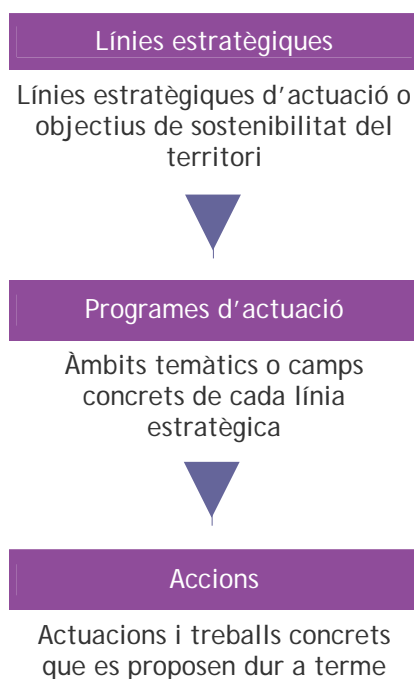 Línies estratègiques
Línies estratègiques d'actuació o
objectius de sostenibilitat del
territori
Programes d'actuació
Àmbits temàtics o camps
concrets de cada línia
estratègica
Accions
Actuacions i treballs concrets
que es proposen dur a terme